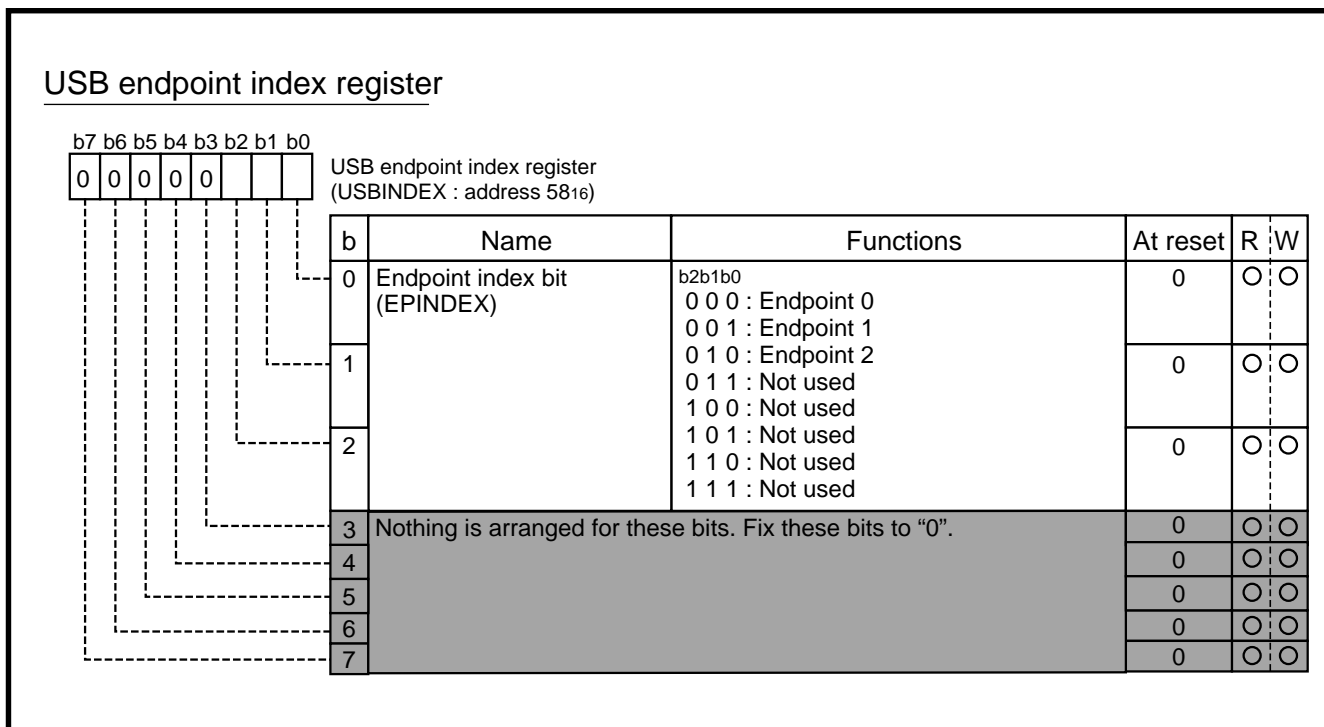 USB endpoint index register
b7 b6 b5 b4 b3 b2 b1 b0
0 0 0 0 0
USB endpoint index register
(USBINDEX : address 5816)
b Name Functions At reset R W
0 Endpoint index bit b2b1b0 0 O O
(EPINDEX) 0 0 0 : Endpoint 0
0 0 1 : Endpoint 1
1 0 1 0 : Endpoint 2 0 O O
0 1 1 : Not used
1 0 0 : Not used
2 1 0 1 : Not used 0 O O
1 1 0 : Not used
1 1 1 : Not used
3 Nothing is arranged for these bits. Fix these bits to “0”. 0 O O
4 0 O O
5 0 O O
6 0 O O
7 0 O O